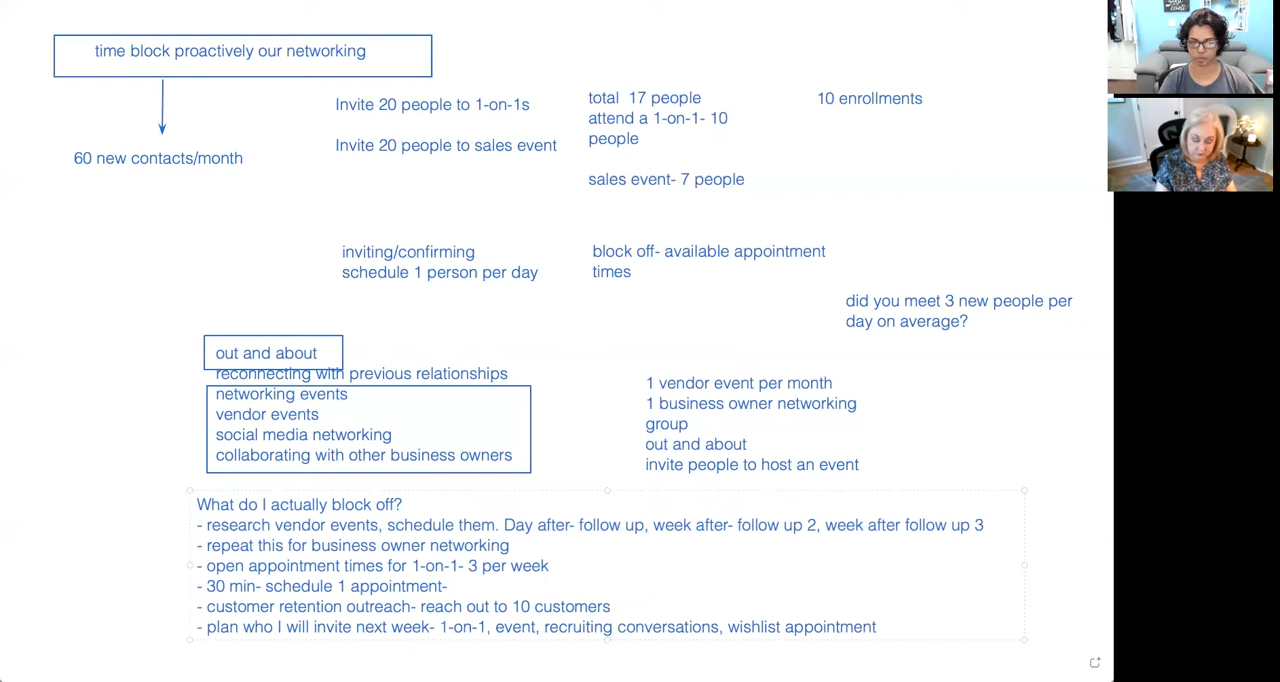 time block proactively our networking
60 new contacts/month
Invite 20 people to 1-on-1s
Invite 20 people to sales event
total 17 people
attend a 1-on-1- 10
people
sales event- 7 people
10 enrollments
inviting/confirming
schedule 1 person per day
block off- available appointment
times
did you meet 3 new people per
day on average?
out and about
reconnecting with previous relationships
networking events
vendor events
social media networking
collaborating with other business owners
1 vendor event per month
1 business owner networking
group
out and about
invite people to host an event
What do I actually block off?
- research vendor events, schedule them. Day after- follow up, week after- follow up 2, week after follow up 3
- repeat this for business owner networking
- open appointment times for 1-on-1- 3 per week
- 30 min- schedule 1 appointment-
- customer retention outreach- reach out to 10 customers
- plan who I will invite next week- 1-on-1, event, recruiting conversations, wishlist appointment